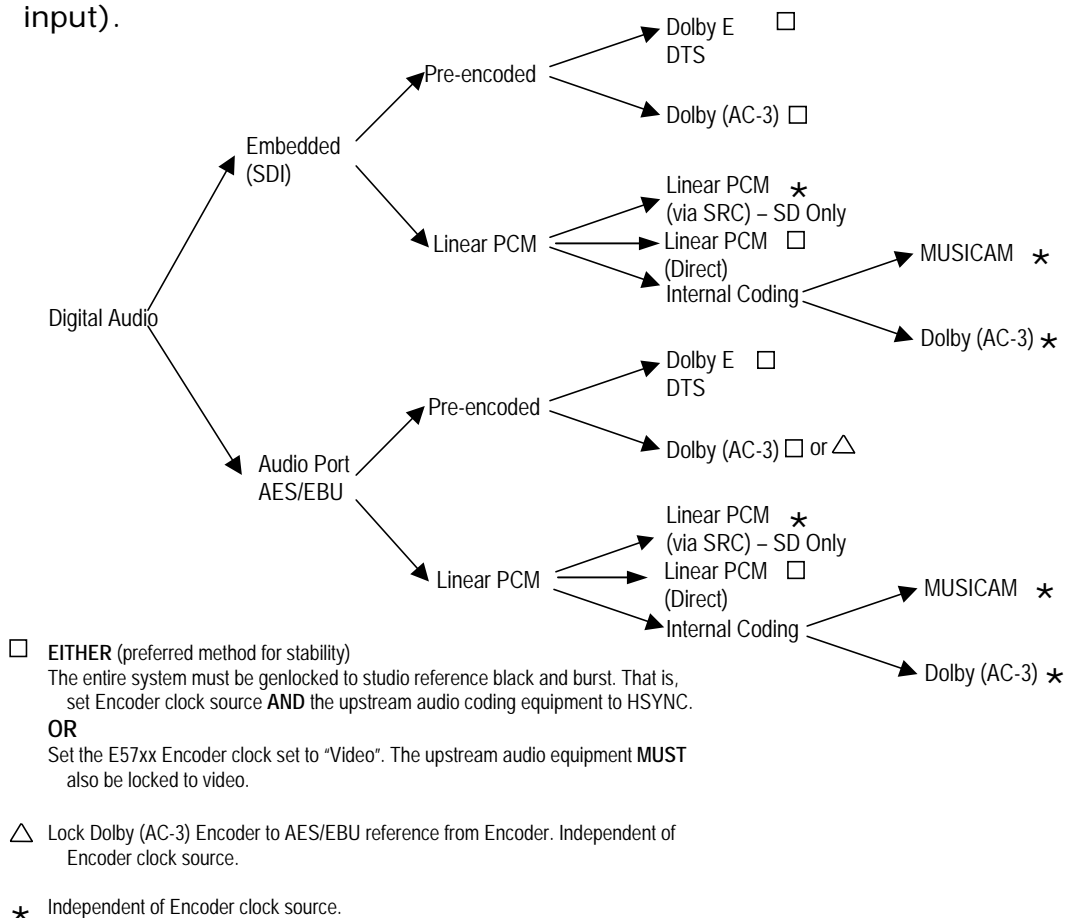 input).
Dolby E □
DTS
Pre-encoded
Dolby (AC-3) □
Embedded
(SDI)
Linear PCM ★
(via SRC) – SD Only
Linear PCM
Linear PCM □
(Direct)
Internal Coding
MUSICAM ★
Dolby (AC-3) ★
Digital Audio
Dolby E □
DTS
Pre-encoded
Dolby (AC-3) □ or △
Audio Port
AES/EBU
Linear PCM ★
(via SRC) – SD Only
Linear PCM
Linear PCM □
(Direct)
Internal Coding
MUSICAM ★
Dolby (AC-3) ★
□ EITHER (preferred method for stability)
The entire system must be genlocked to studio reference black and burst. That is,
set Encoder clock source AND the upstream audio coding equipment to HSYNC.
OR
Set the E57xx Encoder clock set to “Video”. The upstream audio equipment MUST
also be locked to video.
△ Lock Dolby (AC-3) Encoder to AES/EBU reference from Encoder. Independent of
Encoder clock source.
★ Independent of Encoder clock source.